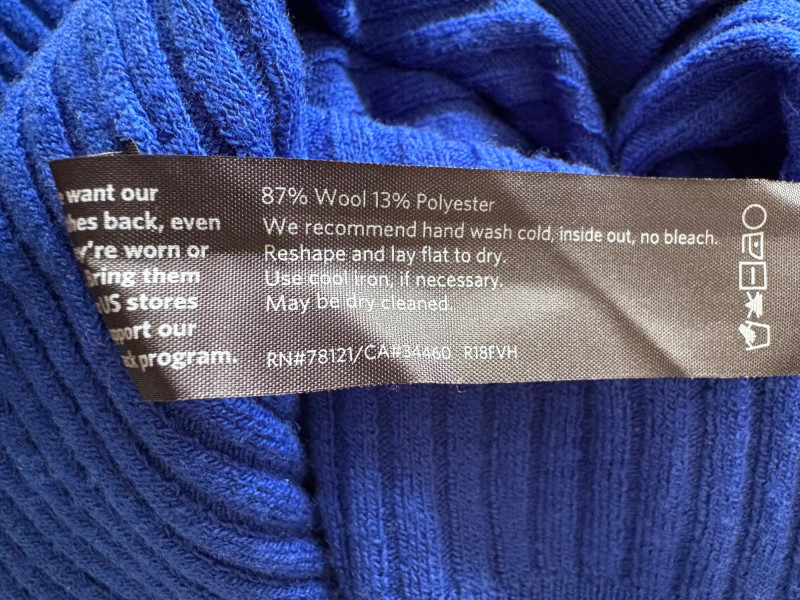 want our
back, even
worn or
them
US stores
our
program.
87% Wool 13% Polyester
We recommend hand wash cold, inside out, no bleach.
Reshape and lay flat to dry.
Use cool iron, if necessary.
May be dry cleaned.
RN#78121/CA#34460 R18FVH